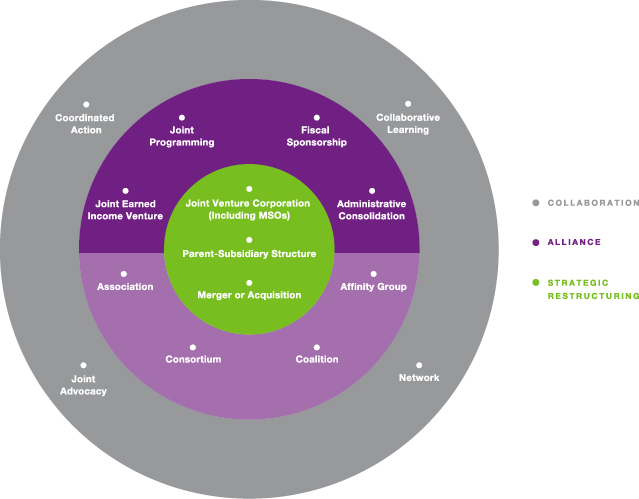 Coordinated
Action
Joint
Programming
Fiscal
Sponsorship
Collaborative
Learning
Joint Earned
Income Venture
Joint Venture Corporation
(Including MSOs)
Administrative
Consolidation
Parent-Subsidiary Structure
Association
Merger or Acquisition
Affinity Group
Consortium
Coalition
Joint
Advocacy
Network
COLLABORATION
ALLIANCE
STRATEGIC
RESTRUCTURING